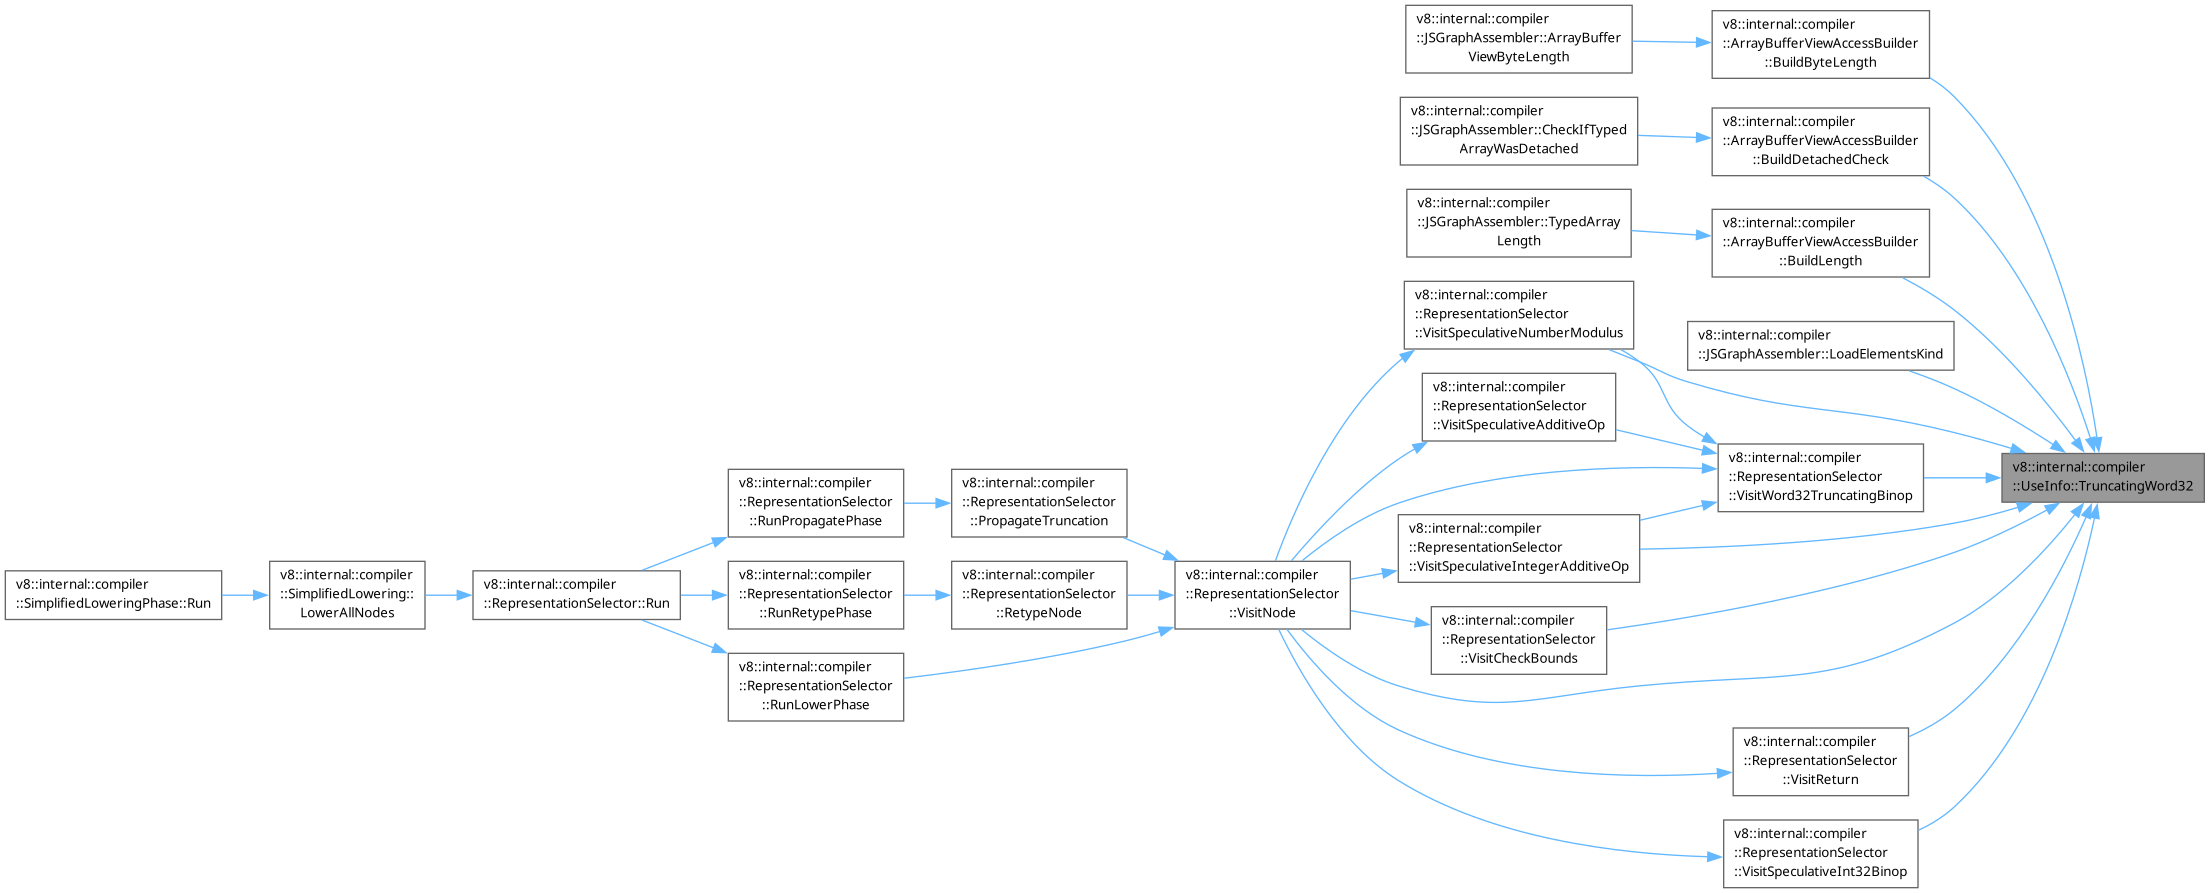 v8::internal::compiler
::SimplifiedLoweringPhase::Run
v8::internal::compiler
::SimplifiedLowering::
LowerAllNodes
v8::internal::compiler
::RepresentationSelector::Run
v8::internal::compiler
::RepresentationSelector
::RunPropagatePhase
v8::internal::compiler
::RepresentationSelector
::RunRetypePhase
v8::internal::compiler
::RepresentationSelector
::RunLowerPhase
v8::internal::compiler
::RepresentationSelector
::PropagateTruncation
v8::internal::compiler
::RepresentationSelector
::RetypeNode
v8::internal::compiler
::RepresentationSelector
::VisitNode
v8::internal::compiler
::JSGraphAssembler::ArrayBuffer
ViewByteLength
v8::internal::compiler
::JSGraphAssembler::CheckIfTyped
ArrayWasDetached
v8::internal::compiler
::JSGraphAssembler::TypedArray
Length
v8::internal::compiler
::RepresentationSelector
::VisitSpeculativeNumberModulus
v8::internal::compiler
::RepresentationSelector
::VisitSpeculativeAdditiveOp
v8::internal::compiler
::RepresentationSelector
::VisitSpeculativeIntegerAdditiveOp
v8::internal::compiler
::RepresentationSelector
::VisitCheckBounds
v8::internal::compiler
::ArrayBufferViewAccessBuilder
::BuildByteLength
v8::internal::compiler
::ArrayBufferViewAccessBuilder
::BuildDetachedCheck
v8::internal::compiler
::ArrayBufferViewAccessBuilder
::BuildLength
v8::internal::compiler
::JSGraphAssembler::LoadElementsKind
v8::internal::compiler
::RepresentationSelector
::VisitWord32TruncatingBinop
v8::internal::compiler
::RepresentationSelector
::VisitReturn
v8::internal::compiler
::RepresentationSelector
::VisitSpeculativeInt32Binop
v8::internal::compiler
::UseInfo::TruncatingWord32